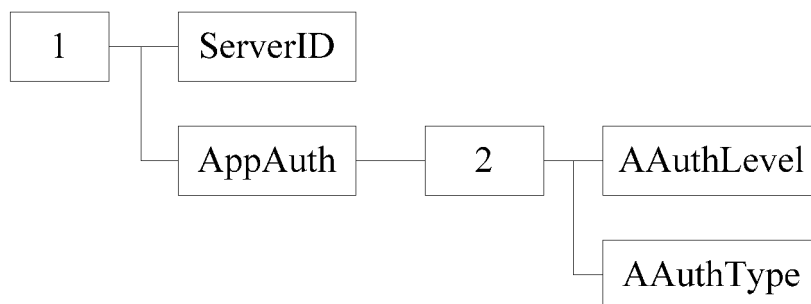 1
ServerID
AppAuth
2
AAuthLevel
AAuthType